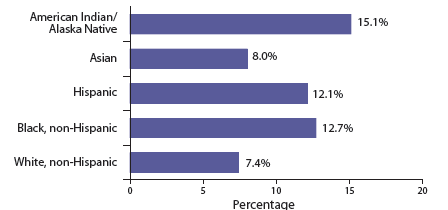 American Indian/
Alaska Native
15.1%
Asian
8.0%
Hispanic
12.1%
Black, non-Hispanic
12.7%
White, non-Hispanic
7.4%
0 5 10 15 20
Percentage